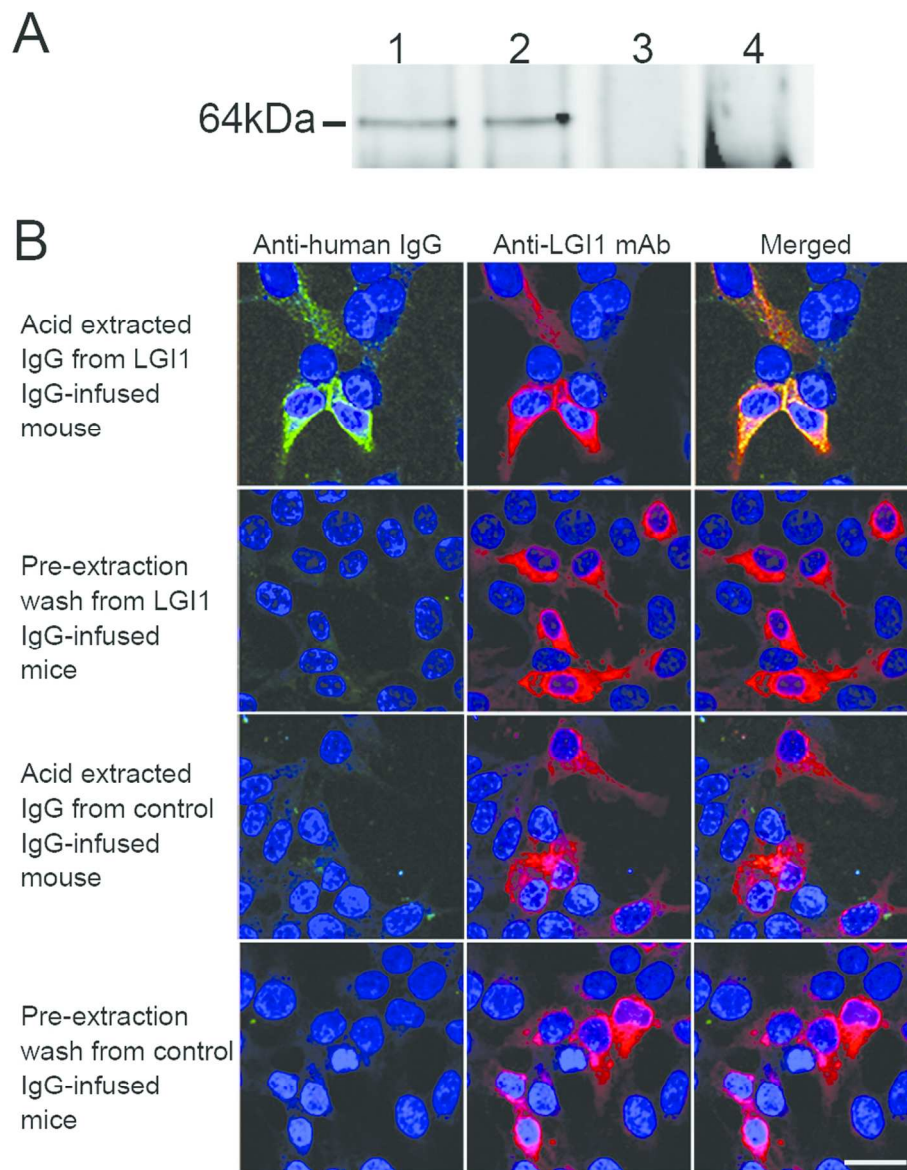 A
1 2 3 4
64kDa
B
Anti-human IgG Anti-LGI1 mAb Merged
Acid extracted
IgG from LGI1
IgG-infused
mouse
Pre-extraction
wash from LGI1
IgG-infused
mice
Acid extracted
IgG from control
IgG-infused
mouse
Pre-extraction
wash from control
IgG-infused
mice